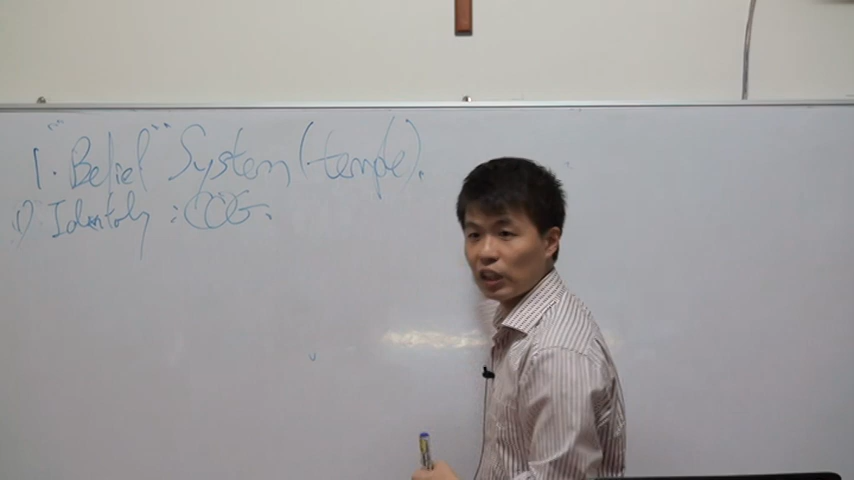 1. "Belief" System (temple).
1) Identity : COG.